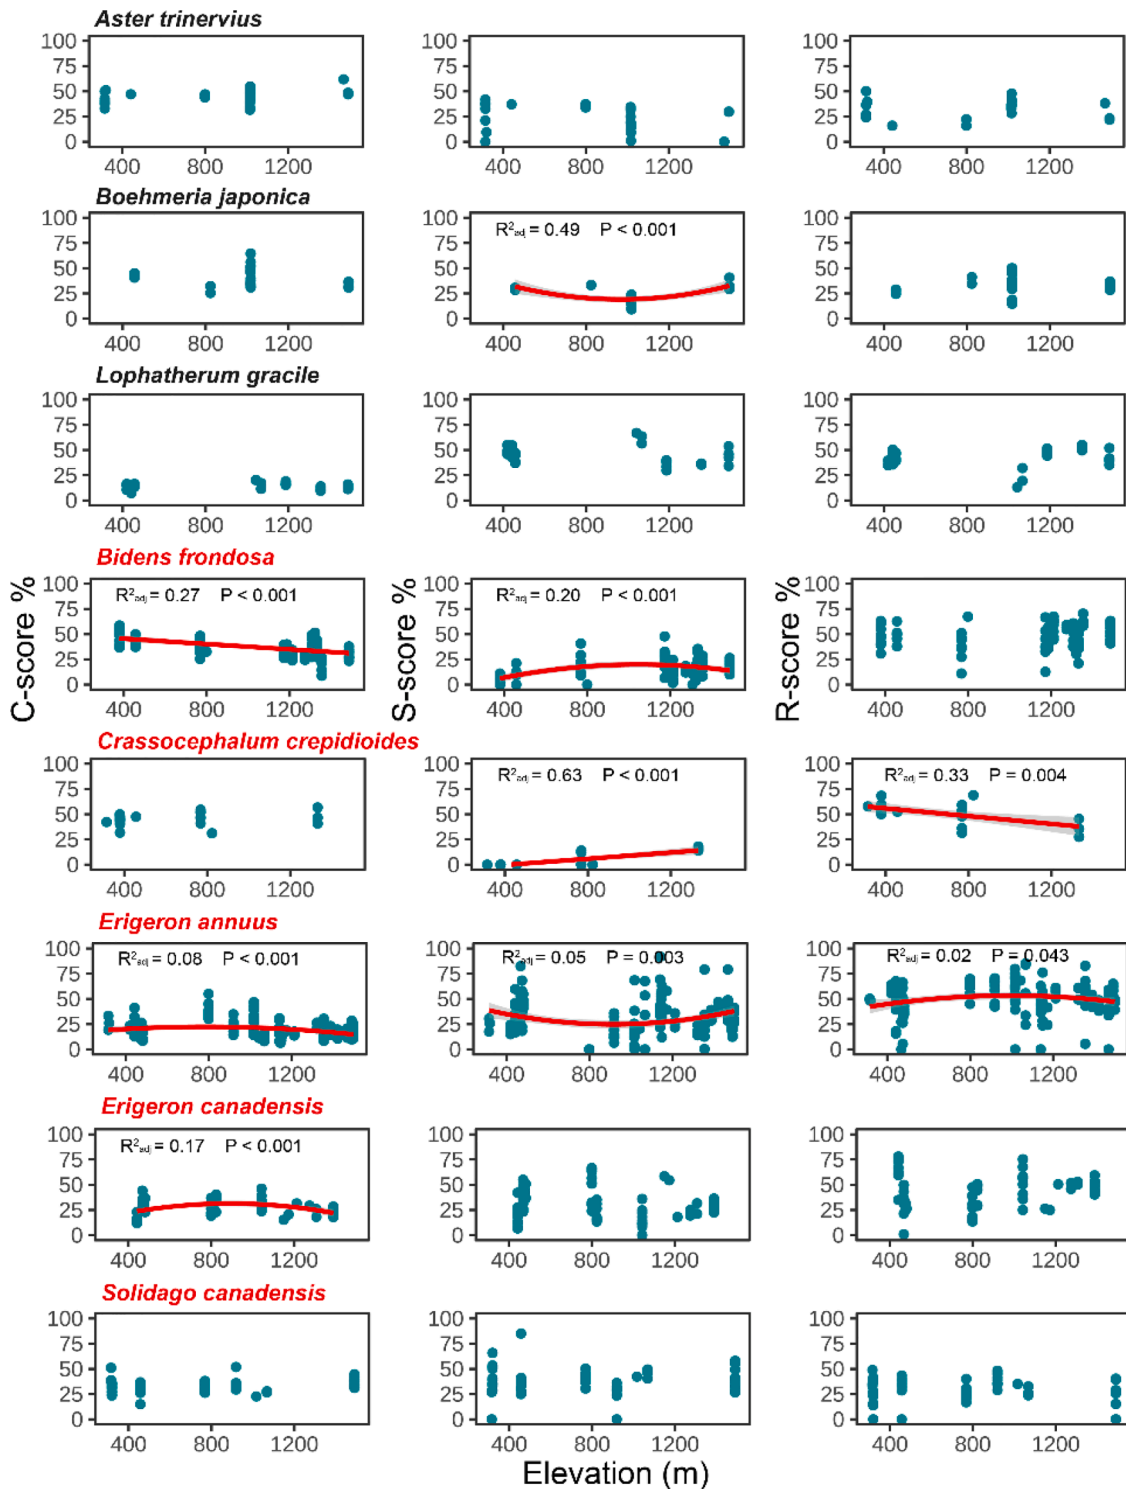 Aster trinervius
100 100 100
75 75 75
50 50 50
25 25 25
0 0 0
400 800 1200 400 800 1200 400 800 1200
Boehmeria japonica
100 100 100
R²adj = 0.49 P < 0.001
75 75 75
50 50 50
25 25 25
0 0 0
400 800 1200 400 800 1200 400 800 1200
Lophatherum gracile
100 100 100
75 75 75
50 50 50
25 25 25
0 0 0
400 800 1200 400 800 1200 400 800 1200
Bidens frondosa
C-score %
S-score %
R-score %
100 100 100
R²adj = 0.27 P < 0.001 R²adj = 0.20 P < 0.001
75 75 75
50 50 50
25 25 25
0 0 0
400 800 1200 400 800 1200 400 800 1200
Crassocephalum crepidioides
100 100 100
R²adj = 0.63 P < 0.001 R²adj = 0.33 P = 0.004
75 75 75
50 50 50
25 25 25
0 0 0
400 800 1200 400 800 1200 400 800 1200
Erigeron annuus
100 100 100
R²adj = 0.08 P < 0.001 R²adj = 0.05 P = 0.003 R²adj = 0.02 P = 0.043
75 75 75
50 50 50
25 25 25
0 0 0
400 800 1200 400 800 1200 400 800 1200
Erigeron canadensis
100 100 100
R²adj = 0.17 P < 0.001
75 75 75
50 50 50
25 25 25
0 0 0
400 800 1200 400 800 1200 400 800 1200
Solidago canadensis
100 100 100
75 75 75
50 50 50
25 25 25
0 0 0
400 800 1200 400 800 1200 400 800 1200
Elevation (m)